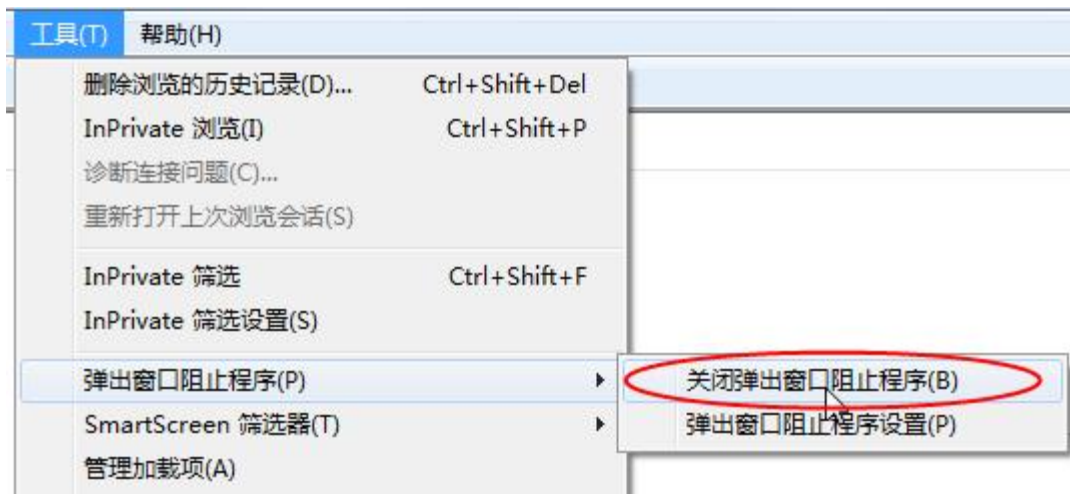 工具(T) 帮助(H)
删除浏览的历史记录(D)... Ctrl+Shift+Del
InPrivate 浏览(I) Ctrl+Shift+P
诊断连接问题(C)...
重新打开上次浏览会话(S)
InPrivate 筛选 Ctrl+Shift+F
InPrivate 筛选设置(S)
弹出窗口阻止程序(P) 关闭弹出窗口阻止程序(B)
SmartScreen 筛选器(T) 弹出窗口阻止程序设置(P)
管理加载项(A)